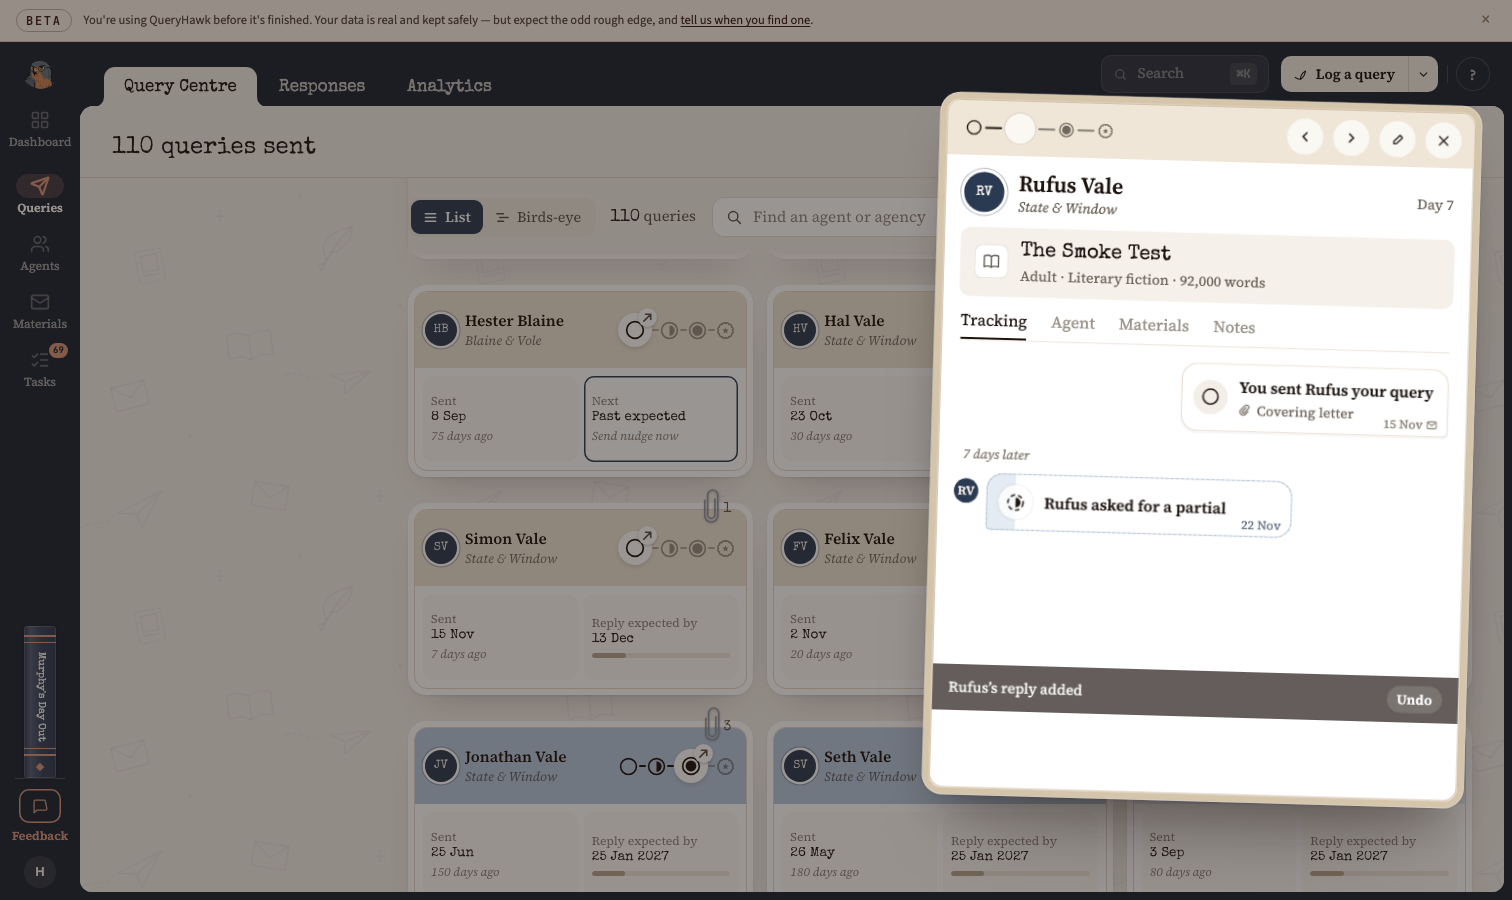 BETA You're using QueryHawk before it's finished. Your data is real and kept safely — but expect the odd rough edge, and tell us when you find one.
Query Centre Responses Analytics
Search ⌘K
Log a query
?
Dashboard
Queries
Agents
Materials
69
Tasks
Murphy's Day Out
Feedback
H
110 queries sent
List Birds-eye 110 queries Find an agent or agency
HB Hester Blaine
Blaine & Vole
Sent
8 Sep
75 days ago
Next
Past expected
Send nudge now
HV Hal Vale
State & Window
Sent
23 Oct
30 days ago
1
SV Simon Vale
State & Window
Sent
15 Nov
7 days ago
Reply expected by
13 Dec
FV Felix Vale
State & Window
Sent
2 Nov
20 days ago
3
JV Jonathan Vale
State & Window
Sent
25 Jun
150 days ago
Reply expected by
25 Jan 2027
SV Seth Vale
State & Window
Sent
26 May
180 days ago
Reply expected by
25 Jan 2027
Sent
3 Sep
80 days ago
Reply expected by
25 Jan 2027
RV Rufus Vale
State & Window
Day 7
The Smoke Test
Adult · Literary fiction · 92,000 words
Tracking Agent Materials Notes
You sent Rufus your query
Covering letter
15 Nov
7 days later
RV Rufus asked for a partial
22 Nov
Rufus's reply added Undo